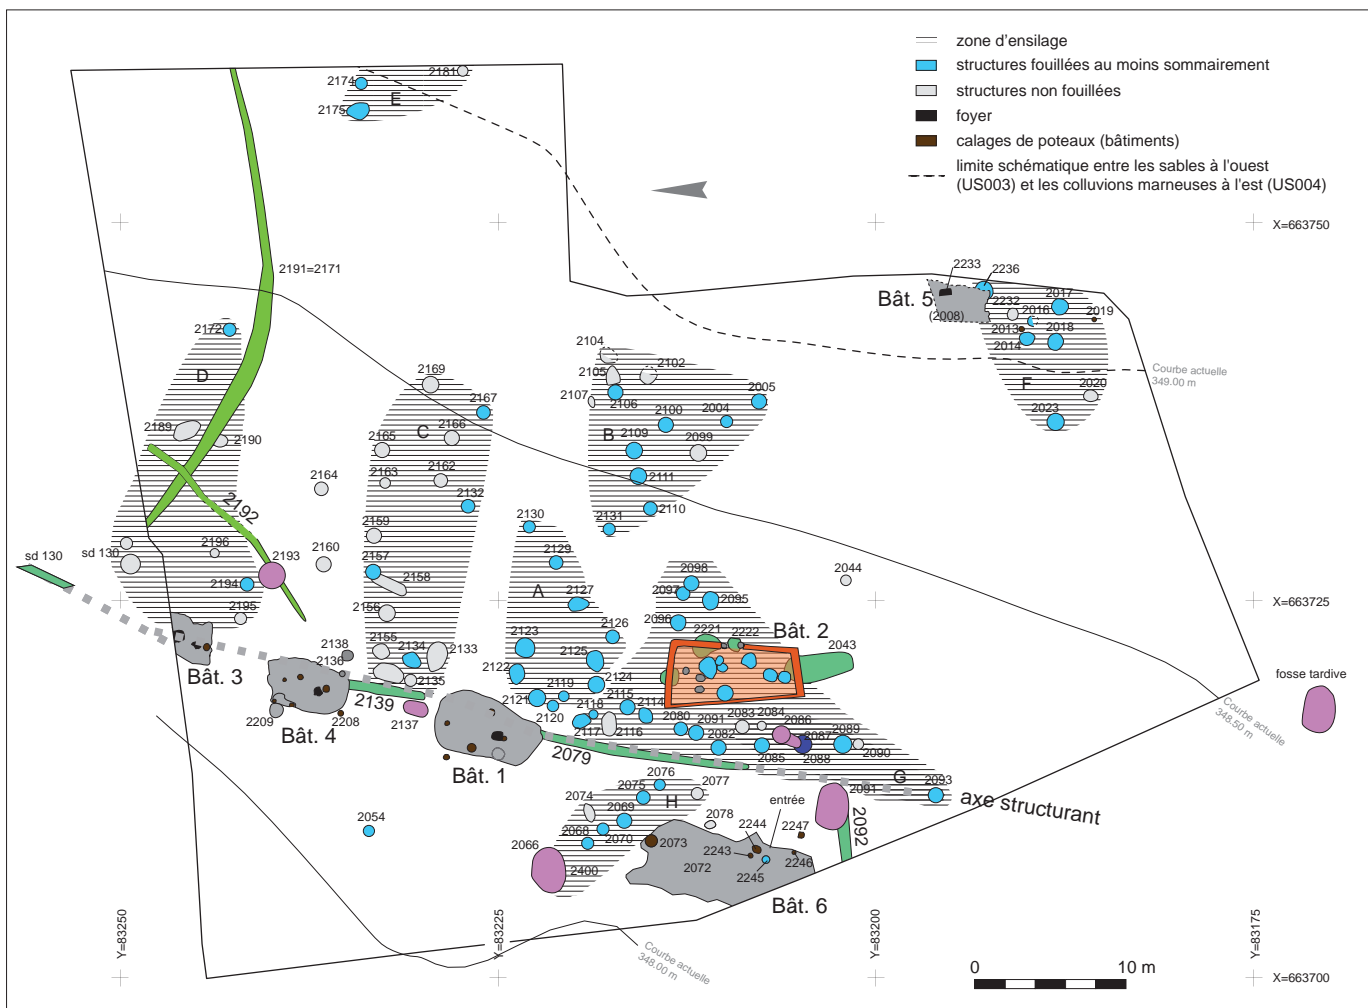 zone d'ensilage
structures fouillées au moins sommairement
structures non fouillées
foyer
calages de poteaux (bâtiments)
limite schématique entre les sables à l'ouest
(US003) et les colluvions marneuses à l'est (US004)
2181
2174
E
2175
X=663750
2191=2171
2233
2236
Bât. 5
(2008)
2232
2017
2016
2019
2013
2018
2014
Courbe actuelle
349.00 m
F
2020
2023
2172
D
2104
2102
2105
2107
2106
2005
2100
2004
B
2109
2099
2111
2110
2131
2169
2167
C
2166
2165
2163
2162
2132
2189
2190
2164
2192
2159
2130
2129
sd 130
sd 130
2196
2160
2193
2157
2158
2194
A
2127
2098
2097
2095
2044
X=663725
2195
2156
2126
2096
2221
2222
Bât. 2
2043
2123
2138
2155
2134
2133
2125
Bât. 3
2136
2122
2124
fosse tardive
2135
2119
2115
2121
2114
2139
2118
2083
2084
2086
2209
2208
2137
2120
2080
2091
2087
2089
Bât. 4
2117
2116
2082
2085
2088
2090
348.50 m
Courbe actuelle
Bât. 1
2079
G
2076
2077
2075
2091
2093
axe structurant
2074
H
entrée
2069
2078
2054
2244
2247
2092
2068
2070
2073
2066
2243
2246
2400
2072
2245
Bât. 6
Y=83250
Y=83225
Y=83200
Y=83175
Courbe actuelle
348.00 m
0
10 m
X=663700